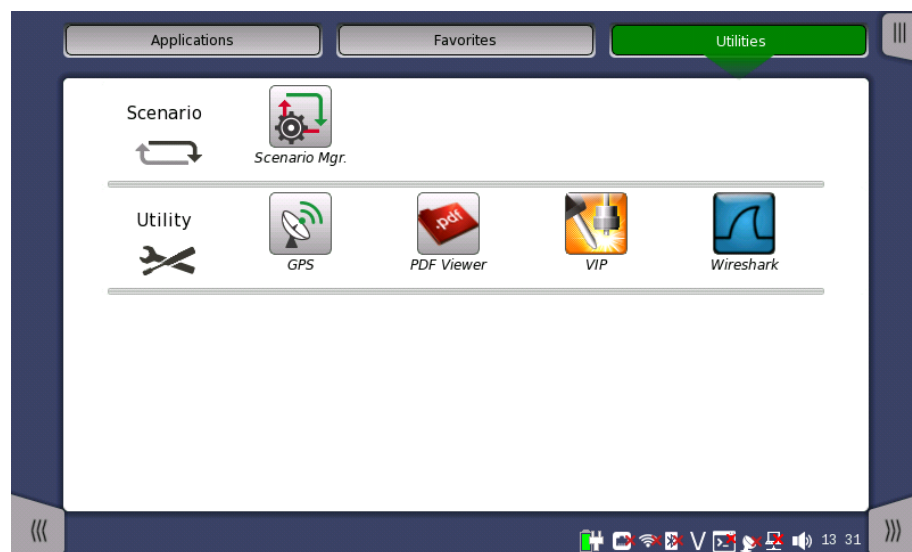 Applications Favorites Utilities
Scenario
Scenario Mgr.
Utility
GPS PDF Viewer VIP Wireshark
.pdf
V 13 31